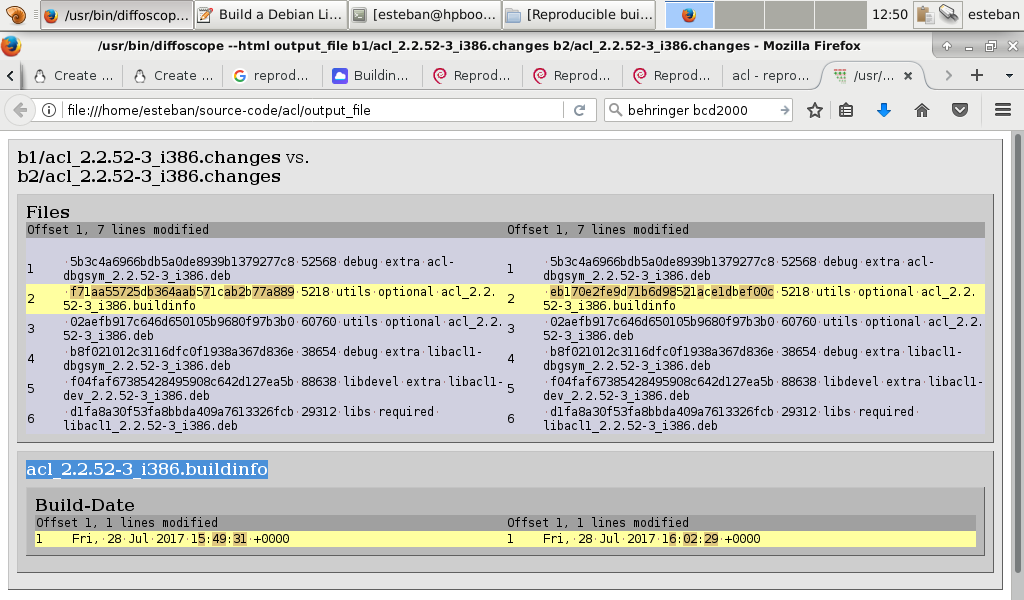 /usr/bin/diffoscop...
Build a Debian Li...
[esteban@hpboo...
[Reproducible bui...
12:50
esteban
/usr/bin/diffoscope --html output_file b1/acl_2.2.52-3_i386.changes b2/acl_2.2.52-3_i386.changes - Mozilla Firefox
Create ...
Create ...
reprod...
Buildin...
Reprod...
Reprod...
Reprod...
acl - repro...
/usr/...
file:///home/esteban/source-code/acl/output_file
behringer bcd2000
b1/acl_2.2.52-3_i386.changes vs.
b2/acl_2.2.52-3_i386.changes
Files
Offset 1, 7 lines modified
Offset 1, 7 lines modified
1 ·5b3c4a6966bdb5a0de8939b1379277c8·52568·debug·extra·acl-
dbgsym_2.2.52-3_i386.deb
1 ·5b3c4a6966bdb5a0de8939b1379277c8·52568·debug·extra·acl-
dbgsym_2.2.52-3_i386.deb
2 ·f71aa55725db364aab571cab2b77a889·5218·utils·optional·acl_2.2.
52-3_i386.buildinfo
2 ·eb170e2fe9d71b6d98521ace1dbef00c·5218·utils·optional·acl_2.2.
52-3_i386.buildinfo
3 ·02aefb917c646d650105b9680f97b3b0·60760·utils·optional·acl_2.2.
52-3_i386.deb
3 ·02aefb917c646d650105b9680f97b3b0·60760·utils·optional·acl_2.2.
52-3_i386.deb
4 ·b8f021012c3116dfc0f1938a367d836e·38654·debug·extra·libacl1-
dbgsym_2.2.52-3_i386.deb
4 ·b8f021012c3116dfc0f1938a367d836e·38654·debug·extra·libacl1-
dbgsym_2.2.52-3_i386.deb
5 ·f04faf67385428495908c642d127ea5b·88638·libdevel·extra·libacl1-
dev_2.2.52-3_i386.deb
5 ·f04faf67385428495908c642d127ea5b·88638·libdevel·extra·libacl1-
dev_2.2.52-3_i386.deb
6 ·d1fa8a30f53fa8bbda409a7613326fcb·29312·libs·required·
libacl1_2.2.52-3_i386.deb
6 ·d1fa8a30f53fa8bbda409a7613326fcb·29312·libs·required·
libacl1_2.2.52-3_i386.deb
acl_2.2.52-3_i386.buildinfo
Build-Date
Offset 1, 1 lines modified
Offset 1, 1 lines modified
1 Fri,·28·Jul·2017·15:49:31·+0000
1 Fri,·28·Jul·2017·16:02:29·+0000